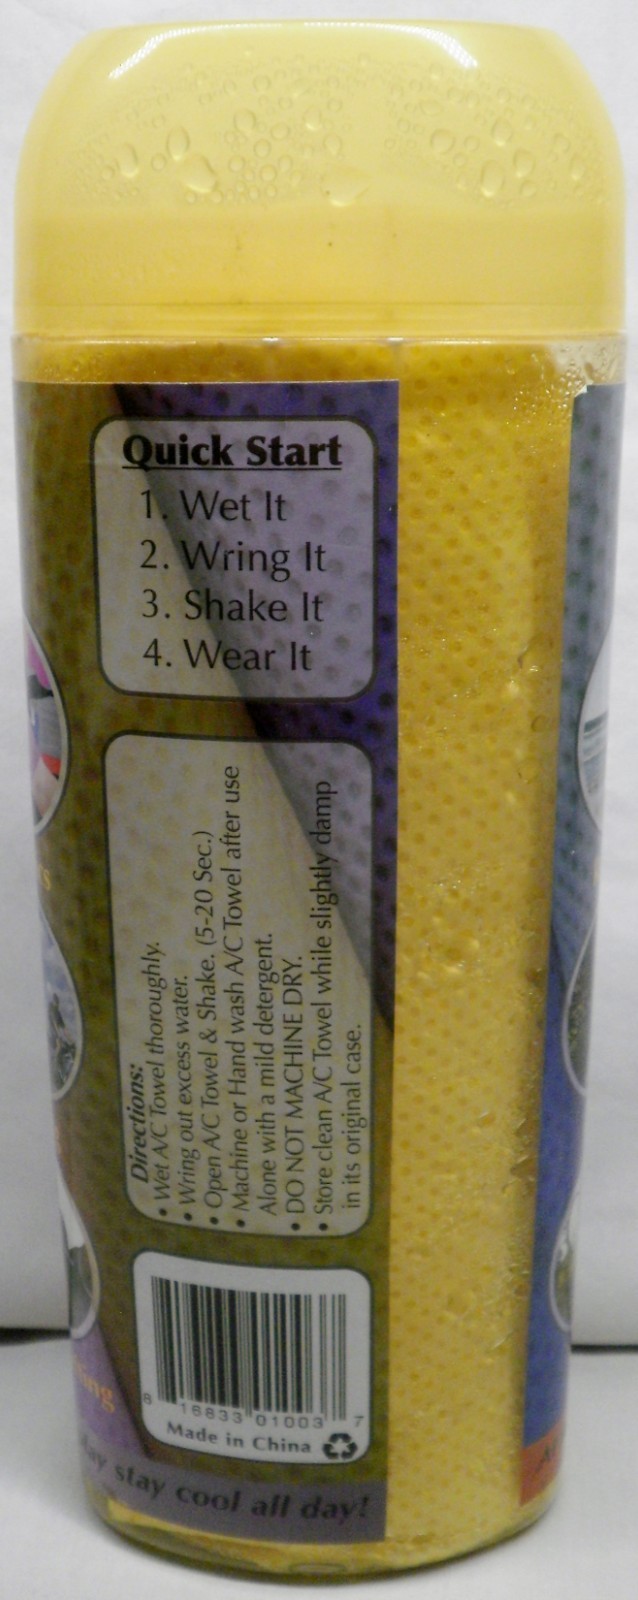 Quick Start
1. Wet It
2. Wring It
3. Shake It
4. Wear It
Directions:
• Wet A/C Towel thoroughly.
• Wring out excess water.
• Open A/C Towel & Shake. (5-20 Sec.)
• Machine or Hand wash A/C Towel after use
Alone with a mild detergent.
• DO NOT MACHINE DRY.
• Store clean A/C Towel while slightly damp
in its original case.
8 16833 01003 7
Made in China
stay cool all day!